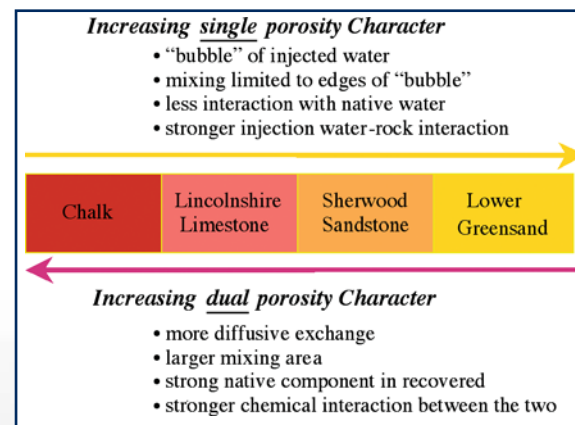 Increasing single porosity Character
• “bubble” of injected water
• mixing limited to edges of “bubble”
• less interaction with native water
• stronger injection water-rock interaction
Chalk
Lincolnshire
Limestone
Sherwood
Sandstone
Lower
Greensand
Increasing dual porosity Character
• more diffusive exchange
• larger mixing area
• strong native component in recovered
• stronger chemical interaction between the two